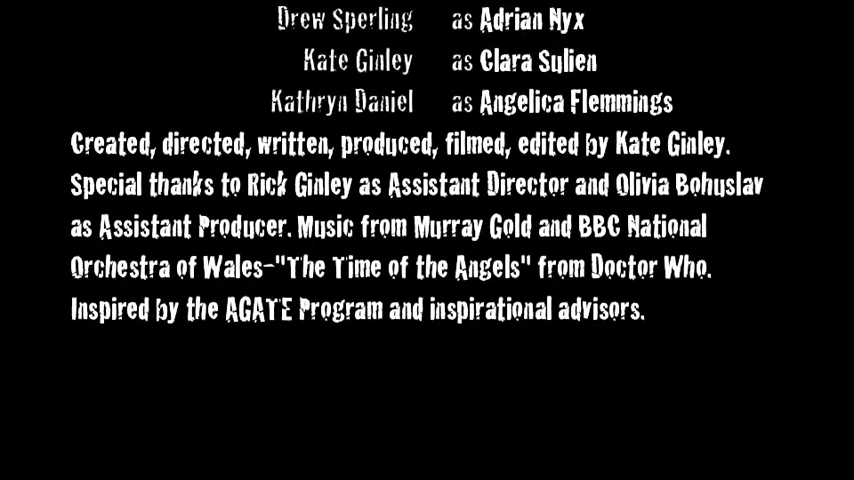 Drew Sperling as Adrian Nyx
Kate Ginley as Clara Sulien
Kathryn Daniel as Angelica Flemmings
Created, directed, written, produced, filmed, edited by Kate Ginley.
Special thanks to Rick Ginley as Assistant Director and Olivia Bohuslav
as Assistant Producer. Music from Murray Gold and BBC National
Orchestra of Wales-"The Time of the Angels" from Doctor Who.
Inspired by the AGATE Program and inspirational advisors.